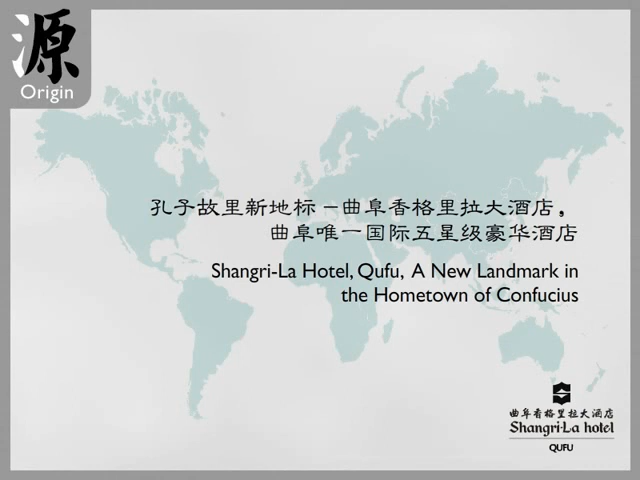 源
Origin
孔子故里新地标 – 曲阜香格里拉大酒店，
曲阜唯一国际五星级豪华酒店
Shangri-La Hotel, Qufu, A New Landmark in
the Hometown of Confucius
曲阜香格里拉大酒店
Shangri-La hotel
QUFU